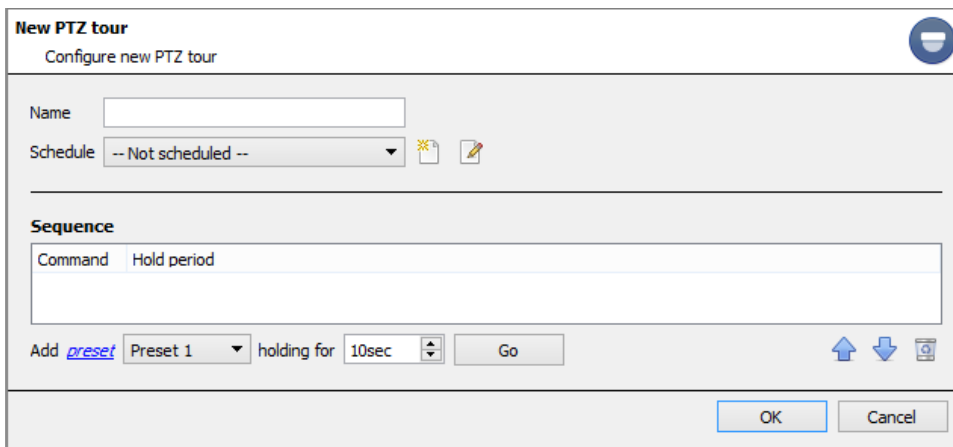 New PTZ tour
Configure new PTZ tour
Name
Schedule -- Not scheduled --
Sequence
Command Hold period
Add preset Preset 1 holding for 10sec Go
OK Cancel